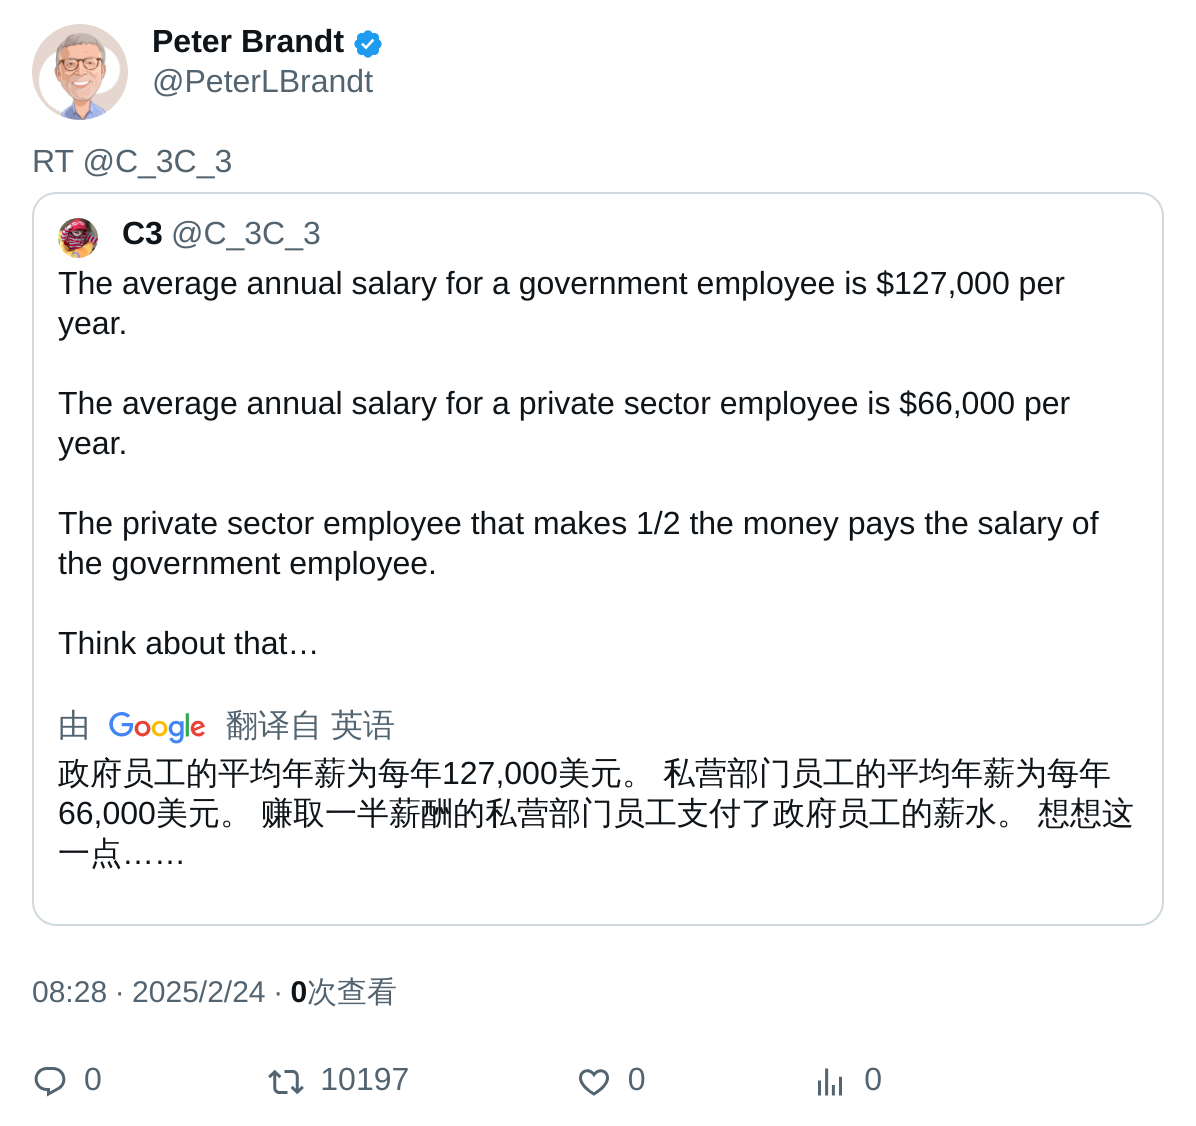 Peter Brandt
@PeterLBrandt
RT @C_3C_3
C3 @C_3C_3
The average annual salary for a government employee is $127,000 per
year.
The average annual salary for a private sector employee is $66,000 per
year.
The private sector employee that makes 1/2 the money pays the salary of
the government employee.
Think about that…
由 Google 翻译自 英语
政府员工的平均年薪为每年127,000美元。 私营部门员工的平均年薪为每年
66,000美元。 赚取一半薪酬的私营部门员工支付了政府员工的薪水。 想想这
一点……
08:28 · 2025/2/24 · 0次查看
0 10197 0 0